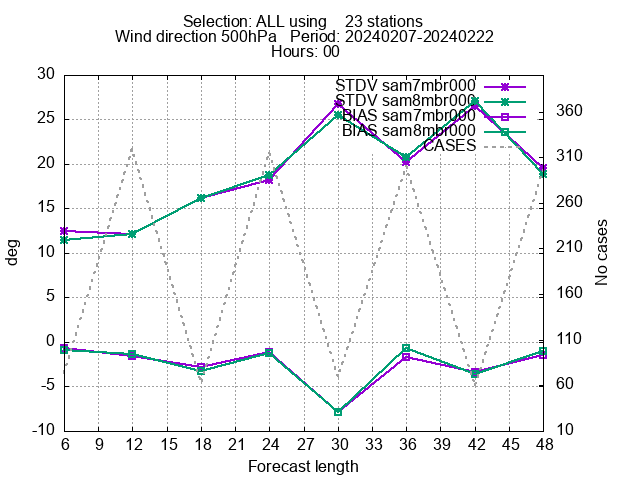 Selection: ALL using 23 stations
Wind direction 500hPa Period: 20240207-20240222
Hours: 00
STDV sam7mbr000
STDV sam8mbr000
BIAS sam7mbr000
BIAS sam8mbr000
CASES
30
25
20
15
10
5
0
-5
-10
deg
360
310
260
210
160
110
60
10
No cases
6 9 12 15 18 21 24 27 30 33 36 39 42 45 48
Forecast length